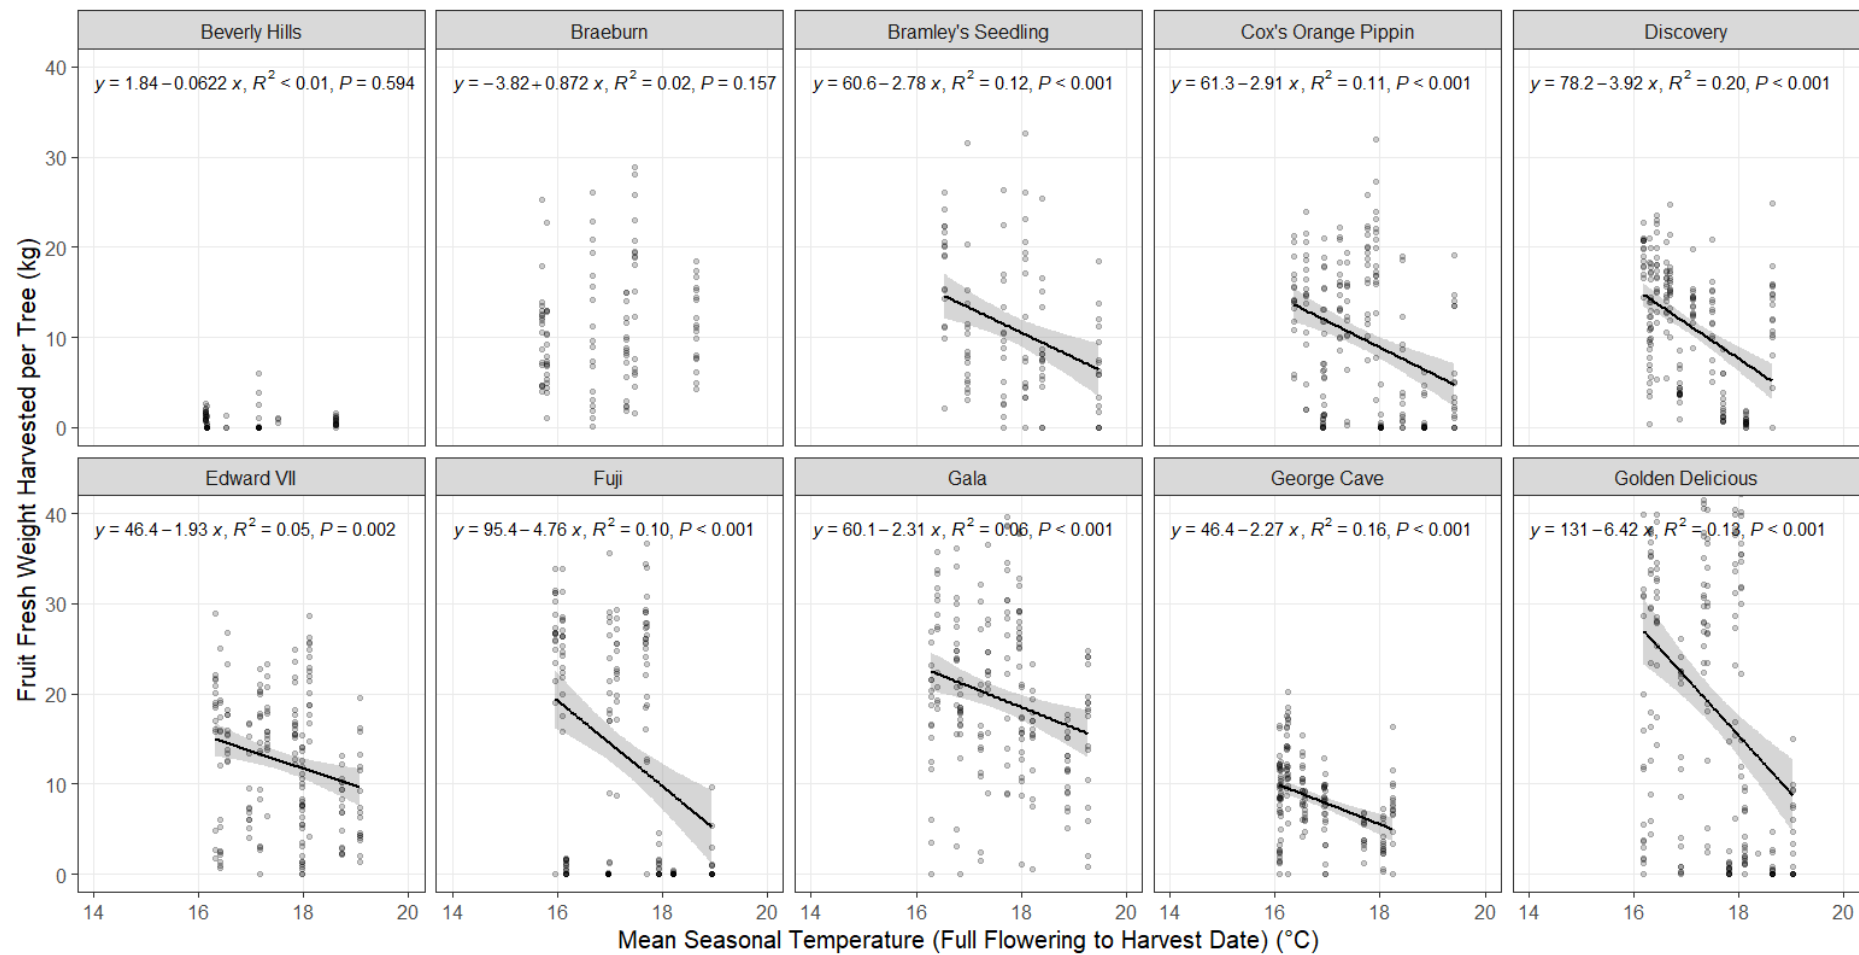 Beverly Hills
Braeburn
Bramley's Seedling
Cox's Orange Pippin
Discovery
y = 1.84 − 0.0622 x, R² < 0.01, P = 0.594
y = −3.82 + 0.872 x, R² = 0.02, P = 0.157
y = 60.6 − 2.78 x, R² = 0.12, P < 0.001
y = 61.3 − 2.91 x, R² = 0.11, P < 0.001
y = 78.2 − 3.92 x, R² = 0.20, P < 0.001
40
30
20
10
0
Edward VII
Fuji
Gala
George Cave
Golden Delicious
y = 46.4 − 1.93 x, R² = 0.05, P = 0.002
y = 95.4 − 4.76 x, R² = 0.10, P < 0.001
y = 60.1 − 2.31 x, R² = 0.06, P < 0.001
y = 46.4 − 2.27 x, R² = 0.16, P < 0.001
y = 131 − 6.42 x, R² = 0.13, P < 0.001
40
30
20
10
0
14 16 18 20
14 16 18 20
14 16 18 20
14 16 18 20
14 16 18 20
Fruit Fresh Weight Harvested per Tree (kg)
Mean Seasonal Temperature (Full Flowering to Harvest Date) (°C)